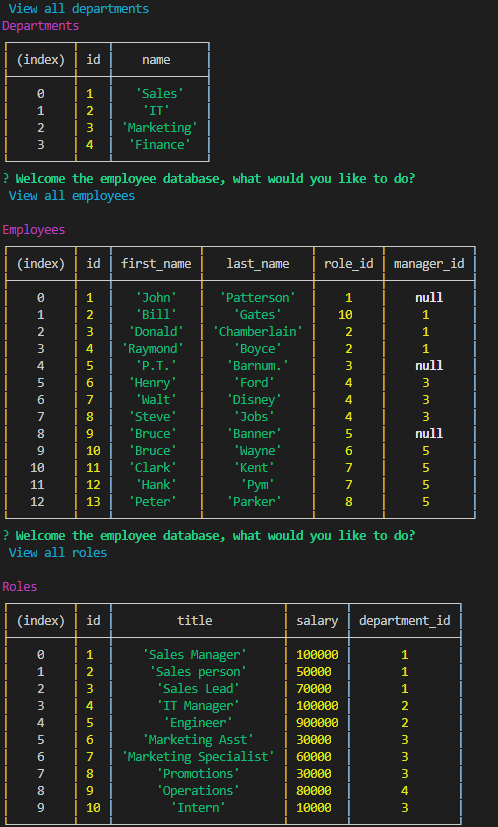 View all departments
Departments
(index) id name
0 1 'Sales'
1 2 'IT'
2 3 'Marketing'
3 4 'Finance'
? Welcome the employee database, what would you like to do?
View all employees
Employees
(index) id first_name last_name role_id manager_id
0 1 'John' 'Patterson' 1 null
1 2 'Bill' 'Gates' 10 1
2 3 'Donald' 'Chamberlain' 2 1
3 4 'Raymond' 'Boyce' 2 1
4 5 'P.T.' 'Barnum.' 3 null
5 6 'Henry' 'Ford' 4 3
6 7 'Walt' 'Disney' 4 3
7 8 'Steve' 'Jobs' 4 3
8 9 'Bruce' 'Banner' 5 null
9 10 'Bruce' 'Wayne' 6 5
10 11 'Clark' 'Kent' 7 5
11 12 'Hank' 'Pym' 7 5
12 13 'Peter' 'Parker' 8 5
? Welcome the employee database, what would you like to do?
View all roles
Roles
(index) id title salary department_id
0 1 'Sales Manager' 100000 1
1 2 'Sales person' 50000 1
2 3 'Sales Lead' 70000 1
3 4 'IT Manager' 100000 2
4 5 'Engineer' 900000 2
5 6 'Marketing Asst' 30000 3
6 7 'Marketing Specialist' 60000 3
7 8 'Promotions' 30000 3
8 9 'Operations' 80000 4
9 10 'Intern' 10000 3